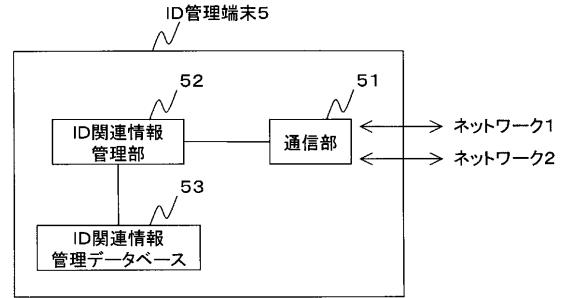 ID管理端末5
52
51
ID関連情報
管理部
通信部
ネットワーク1
ネットワーク2
53
ID関連情報
管理データベース